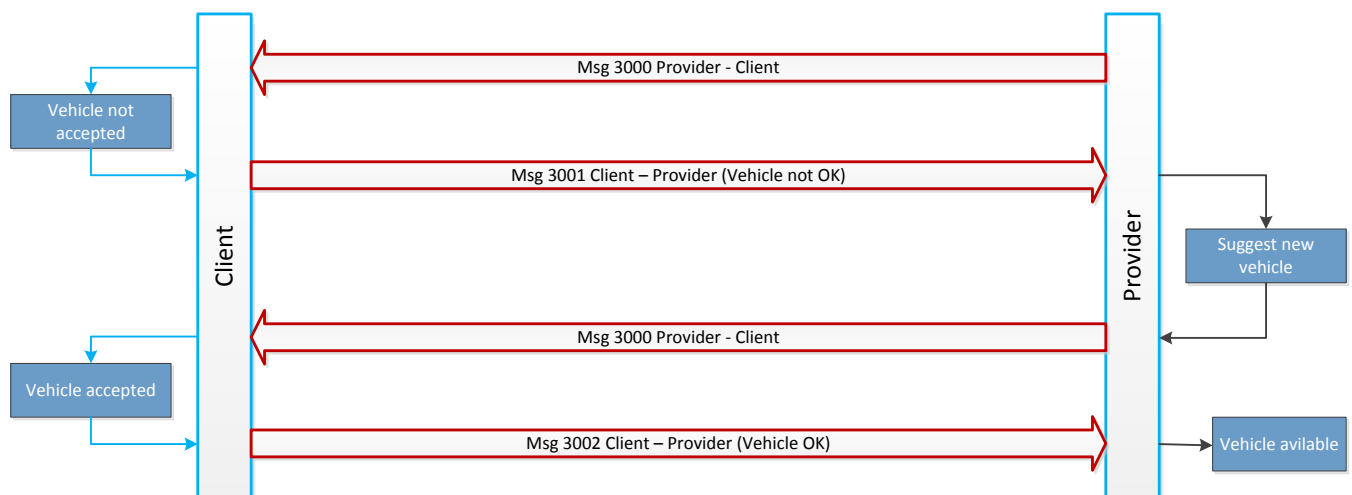 Msg 3000 Provider - Client
Vehicle not
accepted
Msg 3001 Client – Provider (Vehicle not OK)
Client
Provider
Suggest new
vehicle
Msg 3000 Provider - Client
Vehicle accepted
Msg 3002 Client – Provider (Vehicle OK)
Vehicle avilable